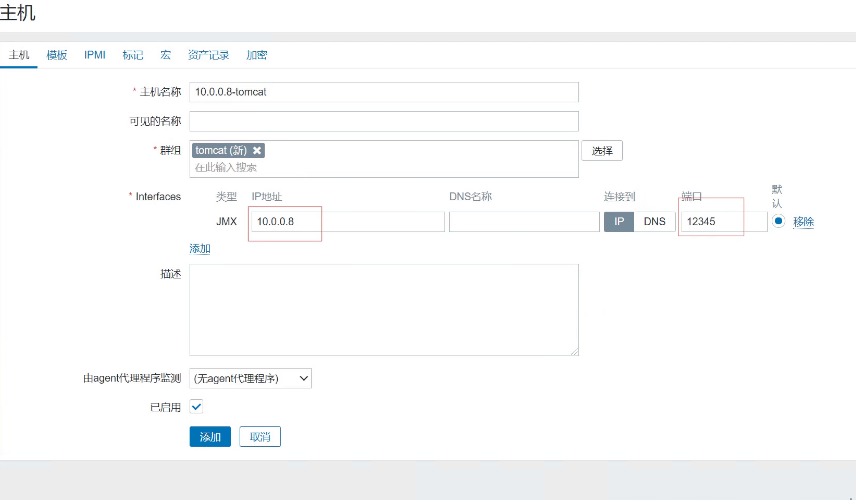 主机
主机 模板 IPMI 标记 宏 资产记录 加密
* 主机名称 10.0.0.8-tomcat
可见的名称
* 群组 tomcat (新) 选择
在此输入搜索
* Interfaces 类型 IP地址 DNS名称 连接到 端口 默认
JMX 10.0.0.8 IP DNS 12345 移除
添加
描述
由agent代理程序监测 (无agent代理程序)
已启用
添加 取消